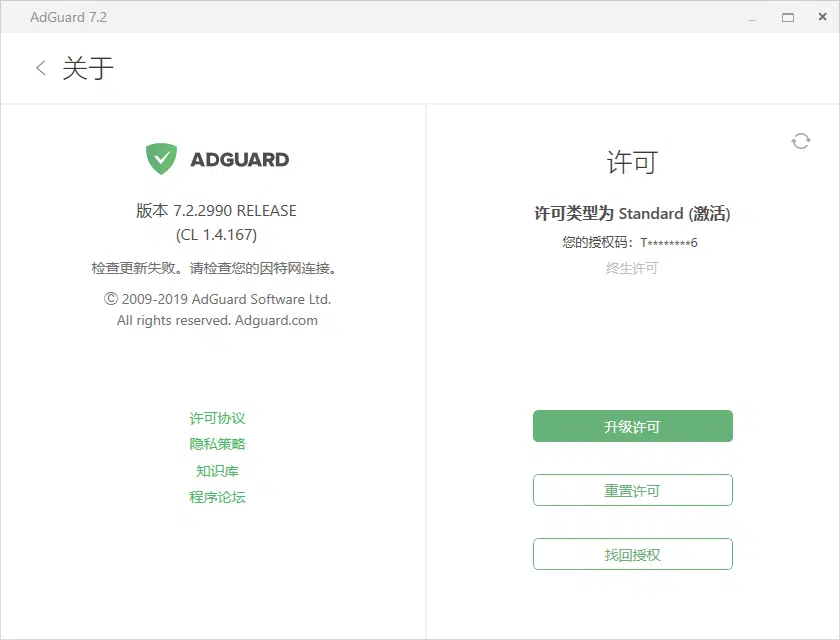 AdGuard 7.2
关于
ADGUARD
版本 7.2.2990 RELEASE
(CL 1.4.167)
检查更新失败。请检查您的因特网连接。
© 2009-2019 AdGuard Software Ltd.
All rights reserved. Adguard.com
许可协议
隐私策略
知识库
程序论坛
许可
许可类型为 Standard (激活)
您的授权码：T********6
终生许可
升级许可
重置许可
找回授权